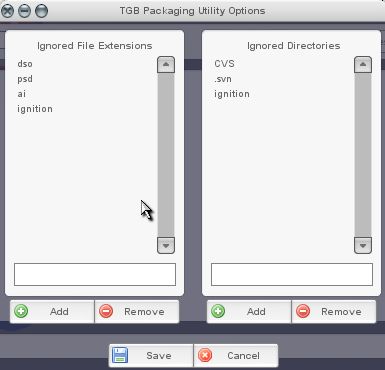 TGB Packaging Utility Options
Ignored File Extensions
dso
psd
ai
ignition
Ignored Directories
CVS
.svn
ignition
Add
Remove
Add
Remove
Save
Cancel